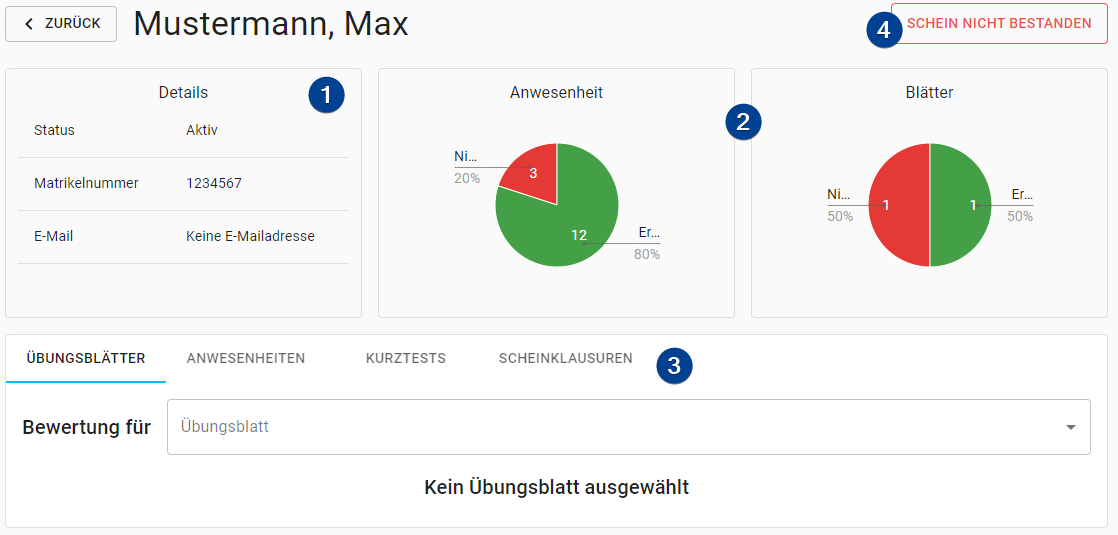 ZURÜCK
Mustermann, Max
4
SCHEIN NICHT BESTANDEN
Details
1
Status Aktiv
Matrikelnummer 1234567
E-Mail Keine E-Mailadresse
Anwesenheit
2
Ni...
20%
3
12
Er...
80%
Blätter
Ni...
50%
1
1
Er...
50%
ÜBUNGSBLÄTTER ANWESENHEITEN KURZTESTS SCHEINKLAUSUREN
3
Bewertung für Übungsblatt
Kein Übungsblatt ausgewählt